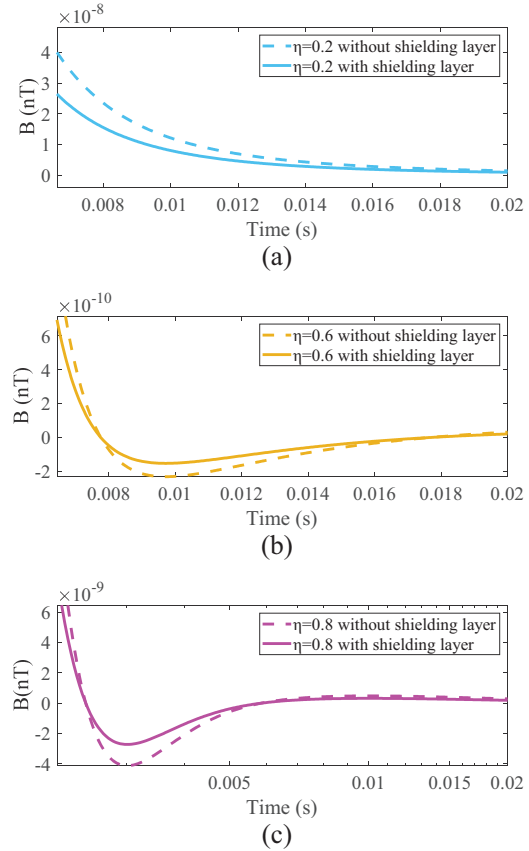 ×10⁻⁸
4
3
2
1
0
B (nT)
η=0.2 without shielding layer
η=0.2 with shielding layer
0.008 0.01 0.012 0.014 0.016 0.018 0.02
Time (s)
(a)
×10⁻¹⁰
6
4
2
0
-2
B (nT)
η=0.6 without shielding layer
η=0.6 with shielding layer
0.008 0.01 0.012 0.014 0.016 0.018 0.02
Time (s)
(b)
×10⁻⁹
6
4
2
0
-2
-4
B(nT)
η=0.8 without shielding layer
η=0.8 with shielding layer
0.005 0.01 0.015 0.02
Time (s)
(c)